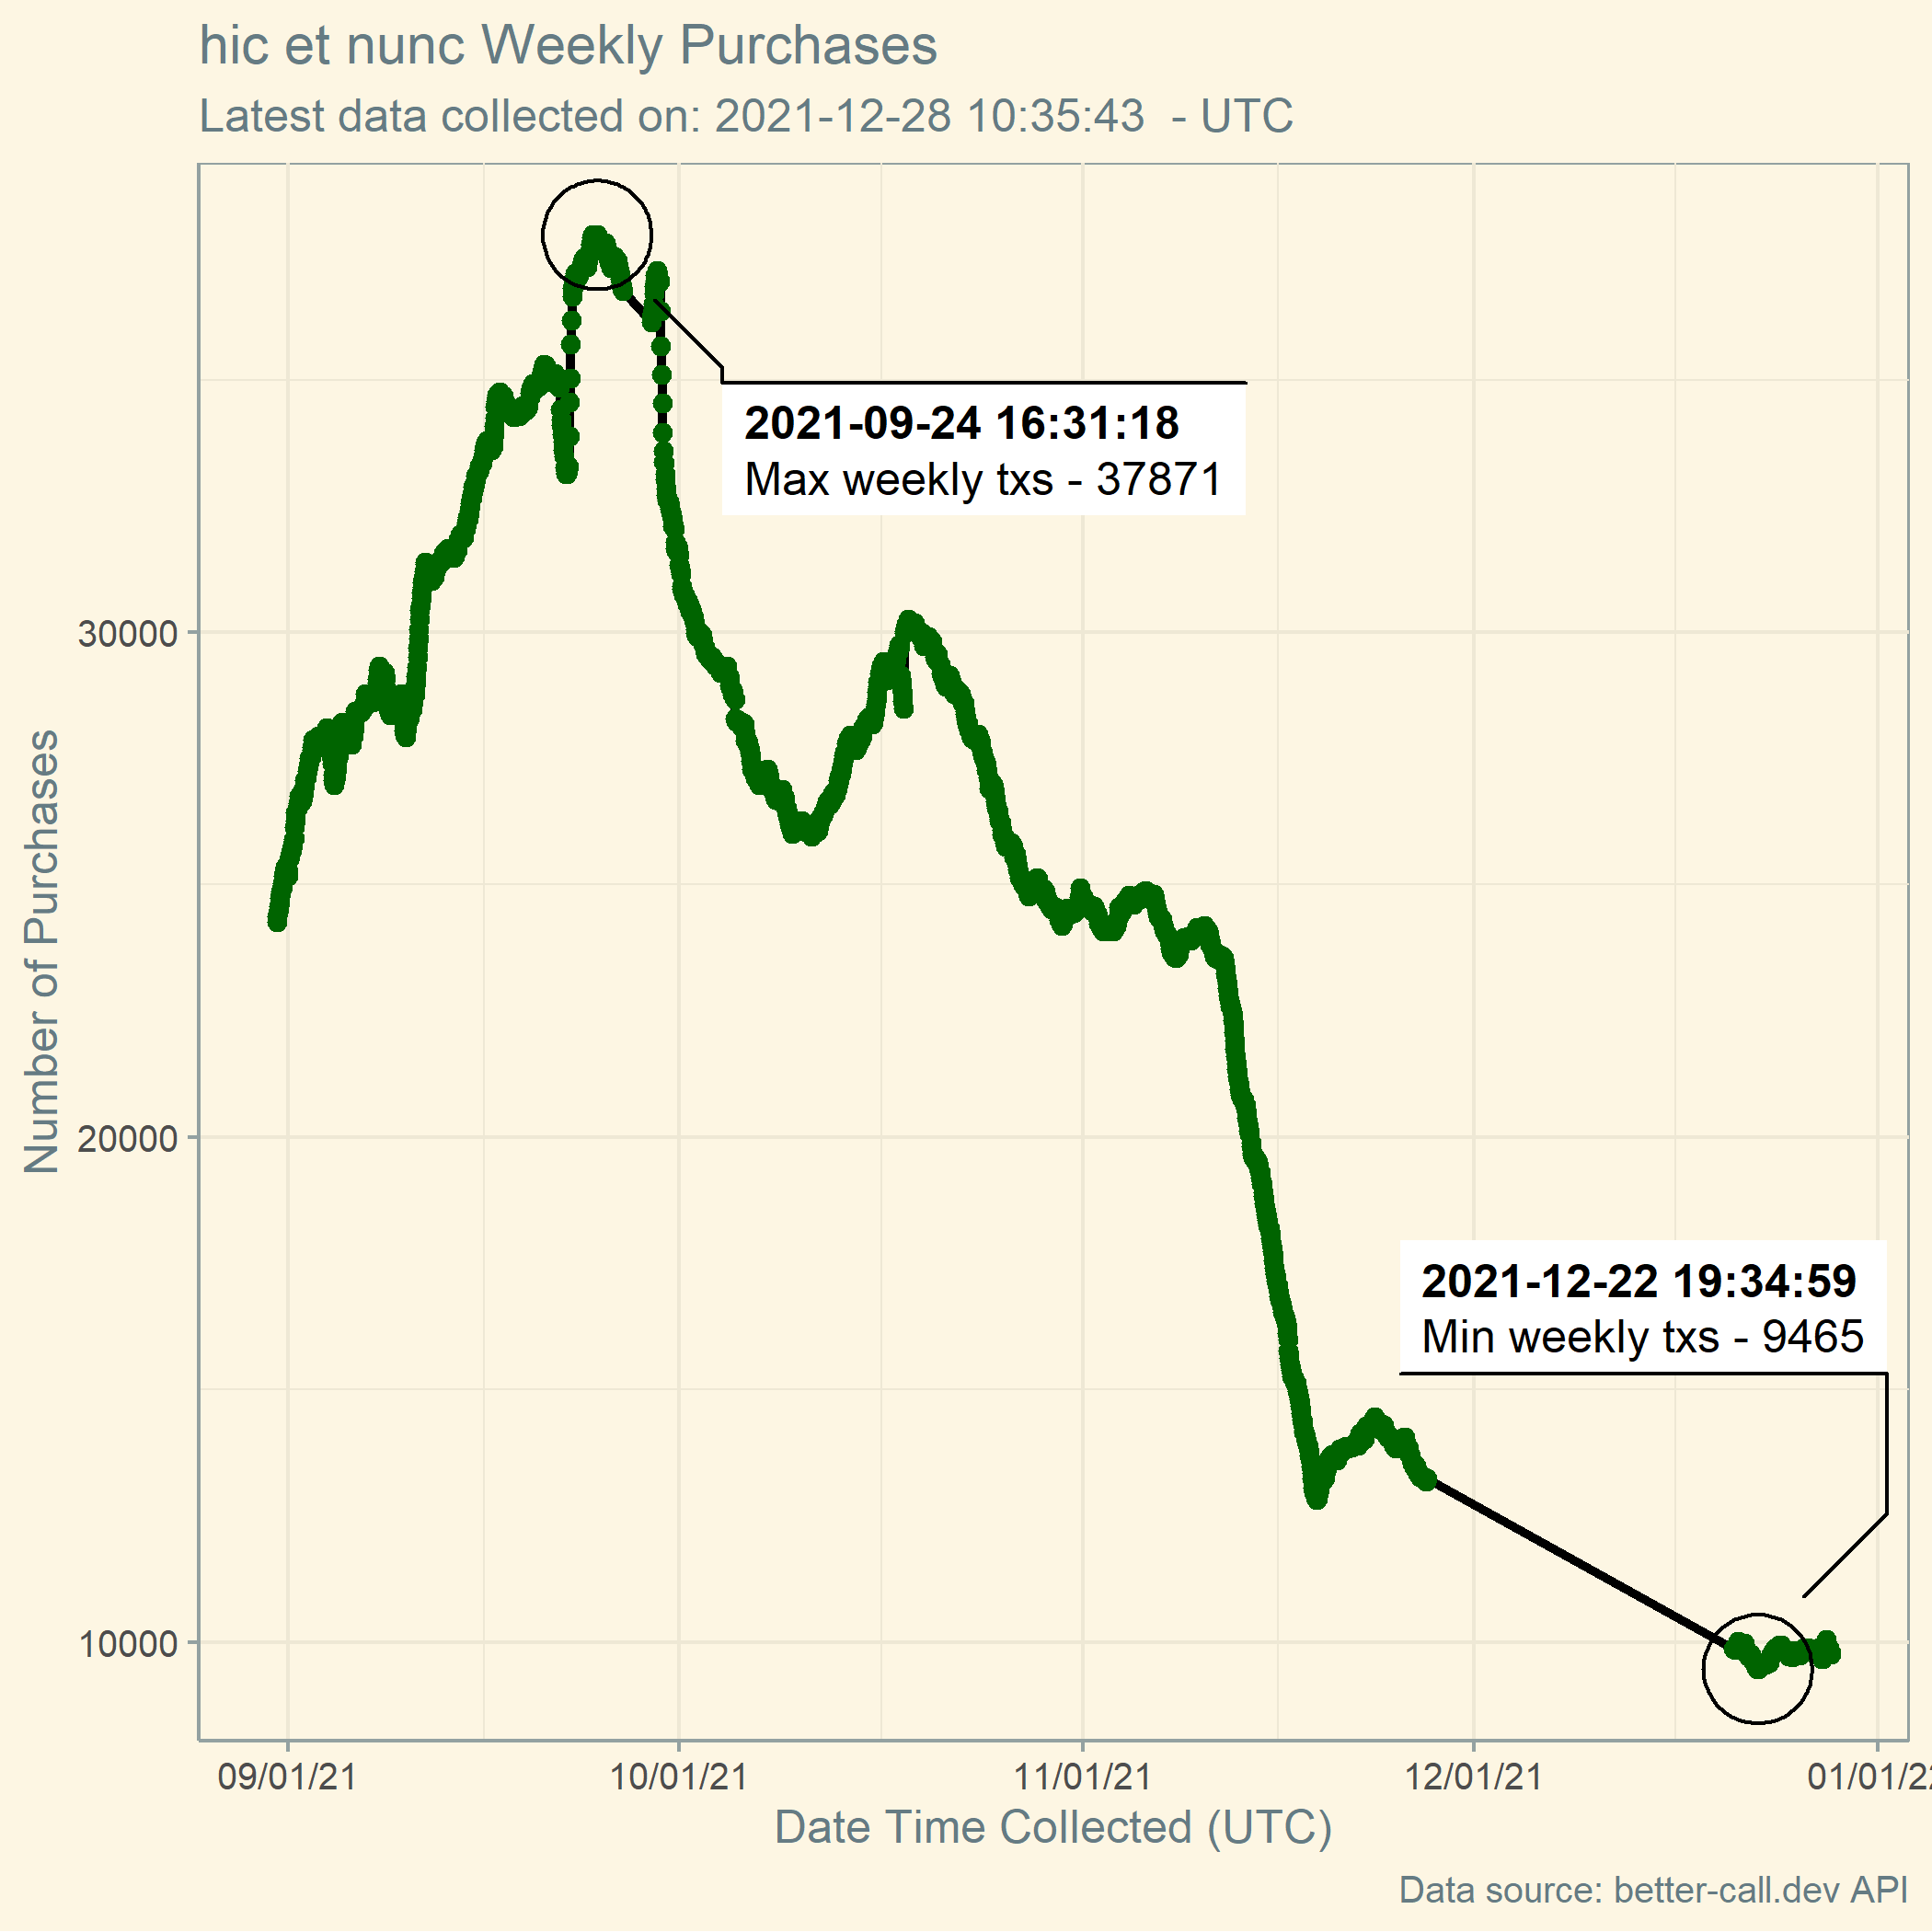 hic et nunc Weekly Purchases
Latest data collected on: 2021-12-28 10:35:43 - UTC
2021-09-24 16:31:18
Max weekly txs - 37871
30000
20000
10000
Number of Purchases
2021-12-22 19:34:59
Min weekly txs - 9465
09/01/21
10/01/21
11/01/21
12/01/21
01/01/22
Date Time Collected (UTC)
Data source: better-call.dev API